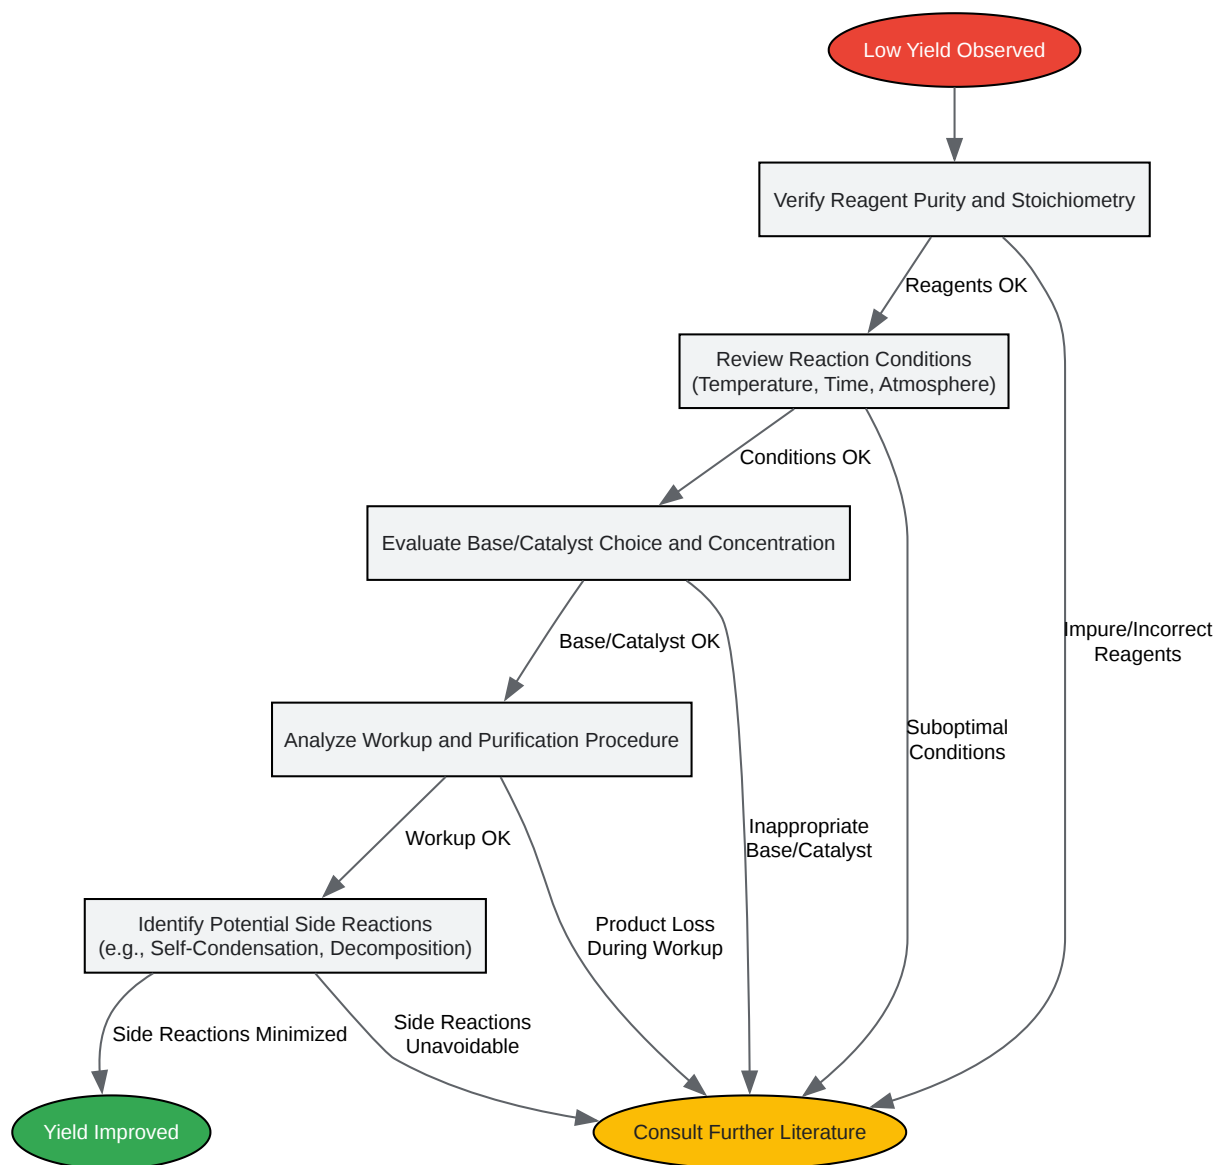 Low Yield Observed
Verify Reagent Purity and Stoichiometry
Reagents OK
Review Reaction Conditions
(Temperature, Time, Atmosphere)
Conditions OK
Evaluate Base/Catalyst Choice and Concentration
Base/Catalyst OK
Impure/Incorrect
Reagents
Analyze Workup and Purification Procedure
Suboptimal
Conditions
Workup OK
Inappropriate
Base/Catalyst
Identify Potential Side Reactions
(e.g., Self-Condensation, Decomposition)
Product Loss
During Workup
Side Reactions Minimized
Side Reactions
Unavoidable
Yield Improved
Consult Further Literature